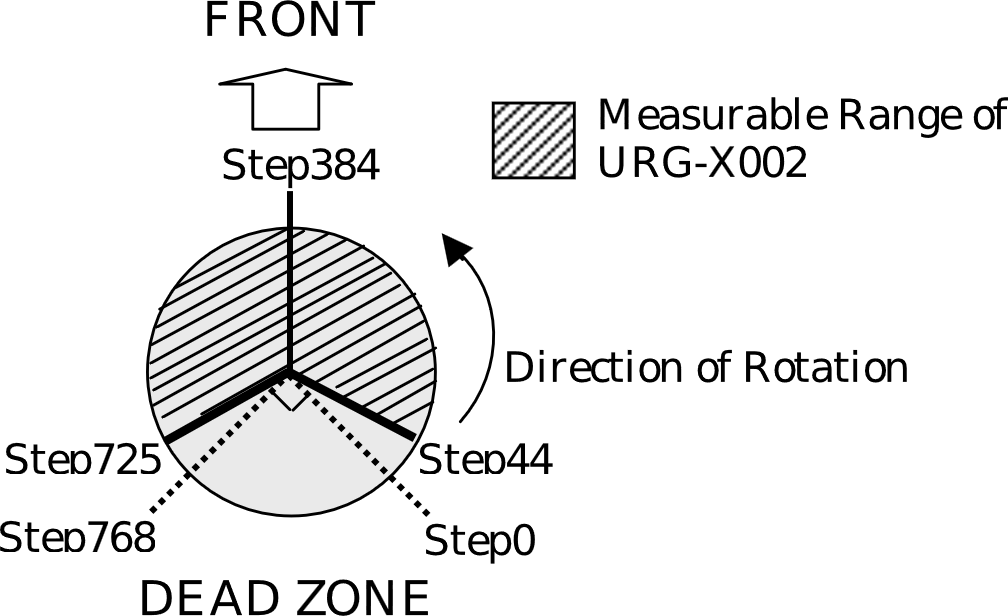 FRONT
Step384
Measurable Range of
URG-X002
Direction of Rotation
Step725
Step44
Step768
Step0
DEAD ZONE